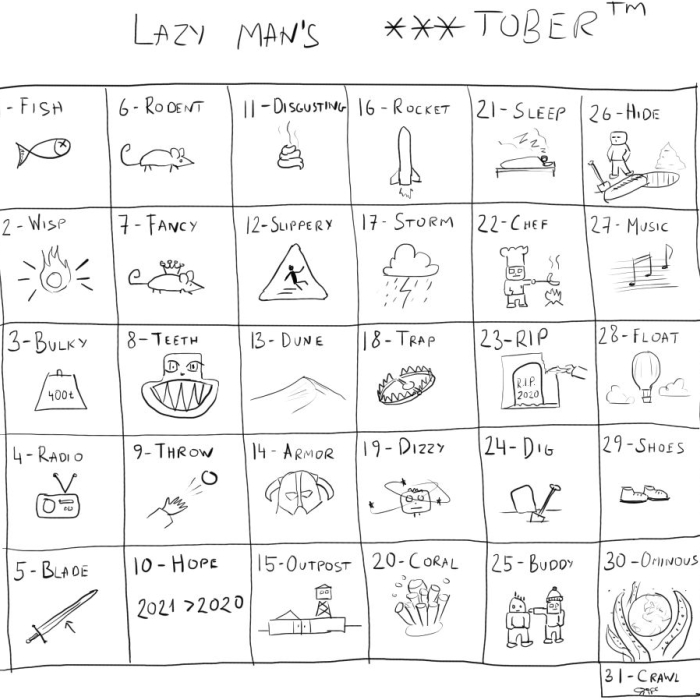 LAZY MAN'S ***TOBER™
- FISH
2 - WISP
3 - BULKY
400t
4 - RADIO
5 - BLADE
6 - RODENT
7 - FANCY
8 - TEETH
9 - THROW
10 - HOPE
2021 > 2020
11 - DISGUSTING
12 - SLIPPERY
13 - DUNE
14 - ARMOR
15 - OUTPOST
16 - ROCKET
17 - STORM
18 - TRAP
19 - DIZZY
20 - CORAL
21 - SLEEP
22 - CHEF
23 - RIP
R.I.P.
2020
24 - DIG
25 - BUDDY
26 - HIDE
27 - MUSIC
28 - FLOAT
29 - SHOES
30 - OMINOUS
31 - CRAWL